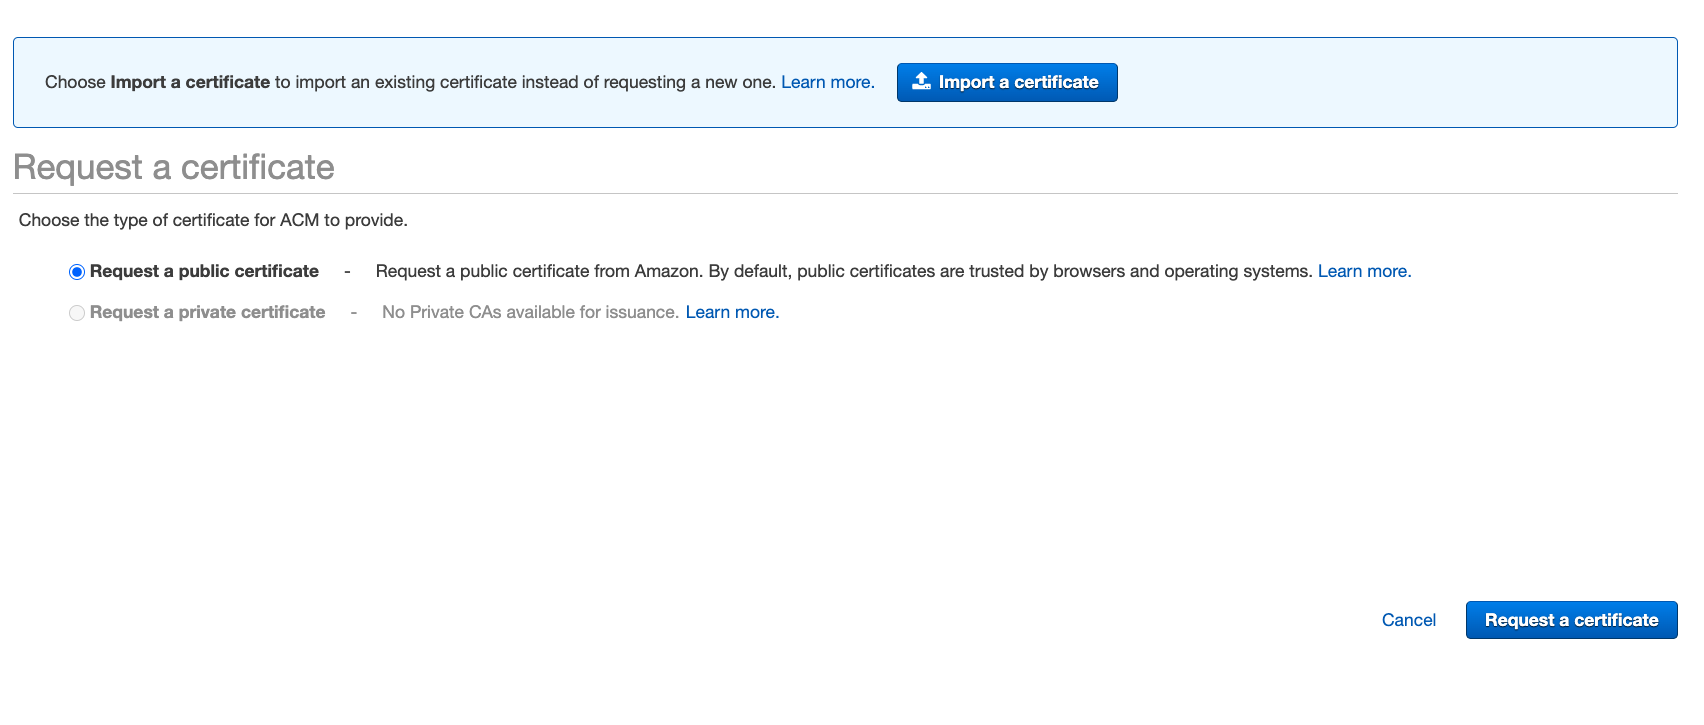 Choose Import a certificate to import an existing certificate instead of requesting a new one. Learn more. Import a certificate
Request a certificate
Choose the type of certificate for ACM to provide.
Request a public certificate - Request a public certificate from Amazon. By default, public certificates are trusted by browsers and operating systems. Learn more.
Request a private certificate - No Private CAs available for issuance. Learn more.
Cancel Request a certificate